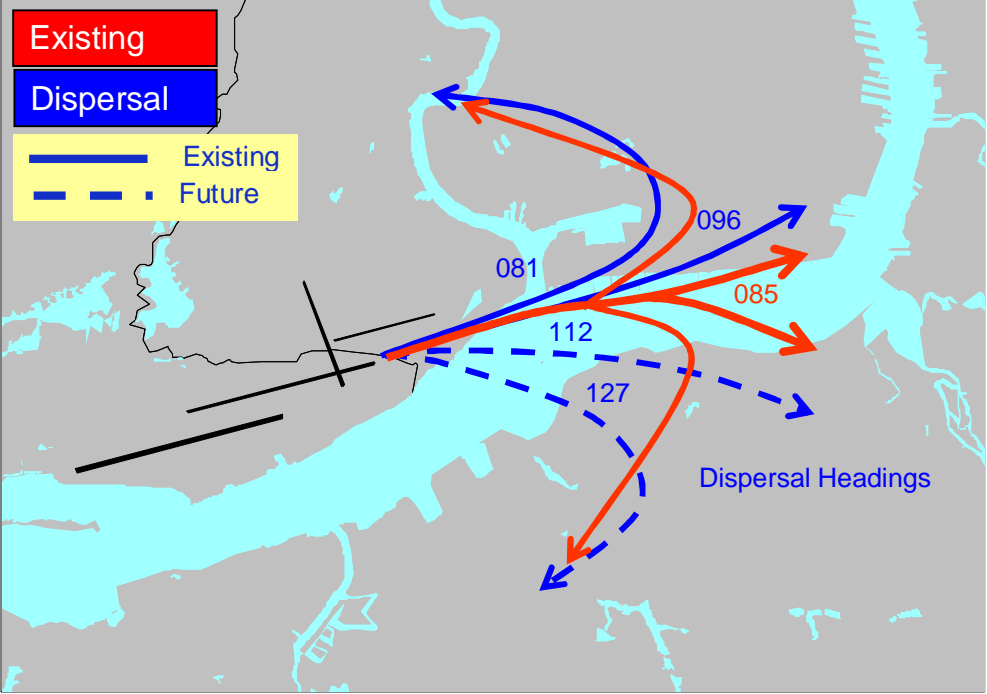 Existing
Dispersal
Existing
Future
096
081
085
112
127
Dispersal Headings